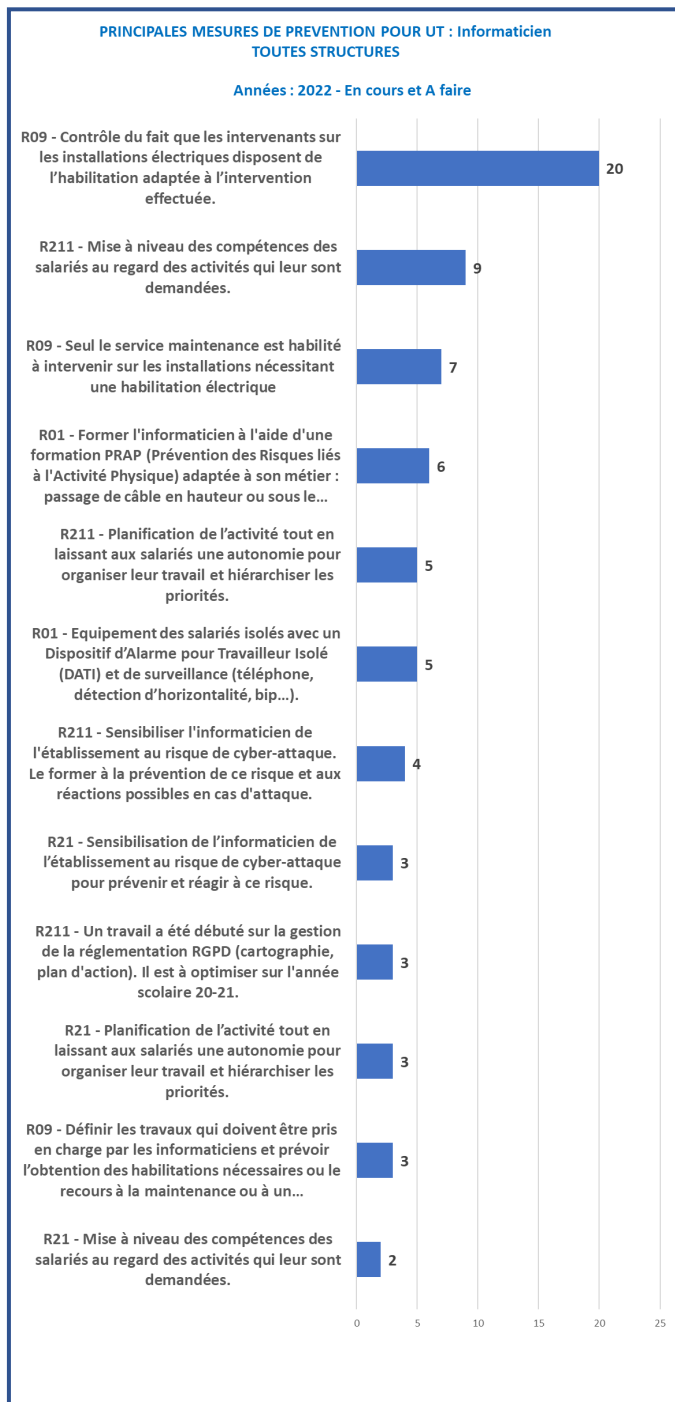 PRINCIPALES MESURES DE PREVENTION POUR UT : Informaticien
TOUTES STRUCTURES
Années : 2022 - En cours et A faire
R09 - Contrôle du fait que les intervenants sur
les installations électriques disposent de
l’habilitation adaptée à l’intervention
effectuée.
20
R211 - Mise à niveau des compétences des
salariés au regard des activités qui leur sont
demandées.
9
R09 - Seul le service maintenance est habilité
à intervenir sur les installations nécessitant
une habilitation électrique
7
R01 - Former l'informaticien à l'aide d'une
formation PRAP (Prévention des Risques liés
à l'Activité Physique) adaptée à son métier :
passage de câble en hauteur ou sous le…
6
R211 - Planification de l’activité tout en
laissant aux salariés une autonomie pour
organiser leur travail et hiérarchiser les
priorités.
5
R01 - Equipement des salariés isolés avec un
Dispositif d’Alarme pour Travailleur Isolé
(DATI) et de surveillance (téléphone,
détection d’horizontalité, bip…).
5
R211 - Sensibiliser l'informaticien de
l'établissement au risque de cyber-attaque.
Le former à la prévention de ce risque et aux
réactions possibles en cas d'attaque.
4
R21 - Sensibilisation de l’informaticien de
l’établissement au risque de cyber-attaque
pour prévenir et réagir à ce risque.
3
R211 - Un travail a été débuté sur la gestion
de la réglementation RGPD (cartographie,
plan d'action). Il est à optimiser sur l'année
scolaire 20-21.
3
R21 - Planification de l’activité tout en
laissant aux salariés une autonomie pour
organiser leur travail et hiérarchiser les
priorités.
3
R09 - Définir les travaux qui doivent être pris
en charge par les informaticiens et prévoir
l’obtention des habilitations nécessaires ou le
recours à la maintenance ou à un…
3
R21 - Mise à niveau des compétences des
salariés au regard des activités qui leur sont
demandées.
2
0 5 10 15 20 25